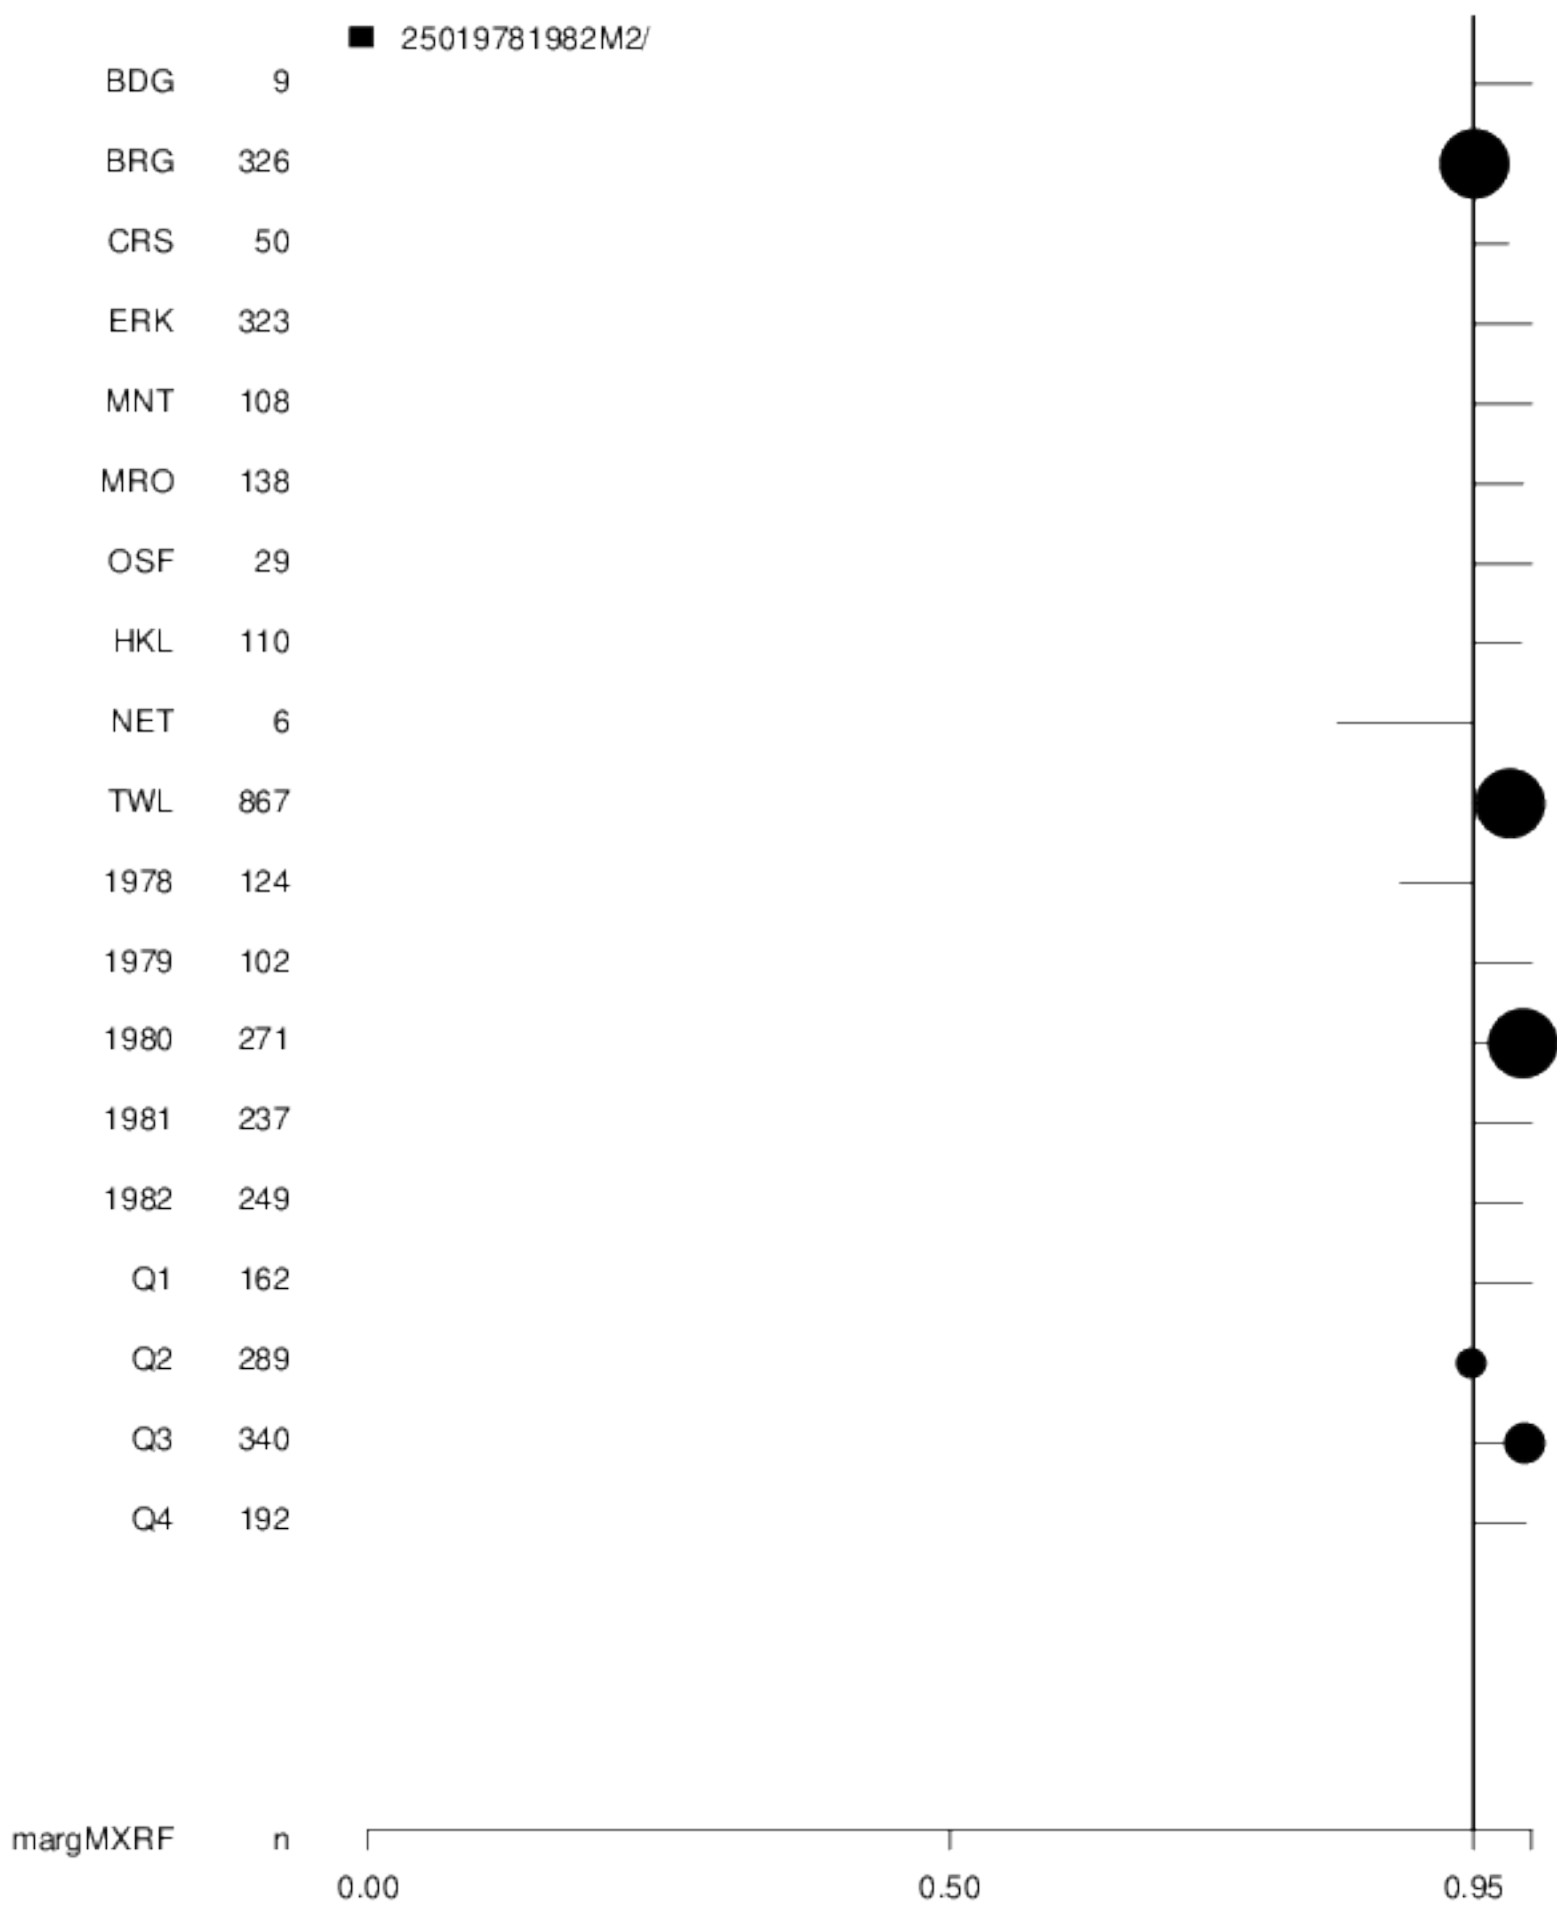 25019781982M2/
BDG 9
BRG 326
CRS 50
ERK 323
MNT 108
MRO 138
OSF 29
HKL 110
NET 6
TWL 867
1978 124
1979 102
1980 271
1981 237
1982 249
Q1 162
Q2 289
Q3 340
Q4 192
margMXRF n
0.00 0.50 0.95